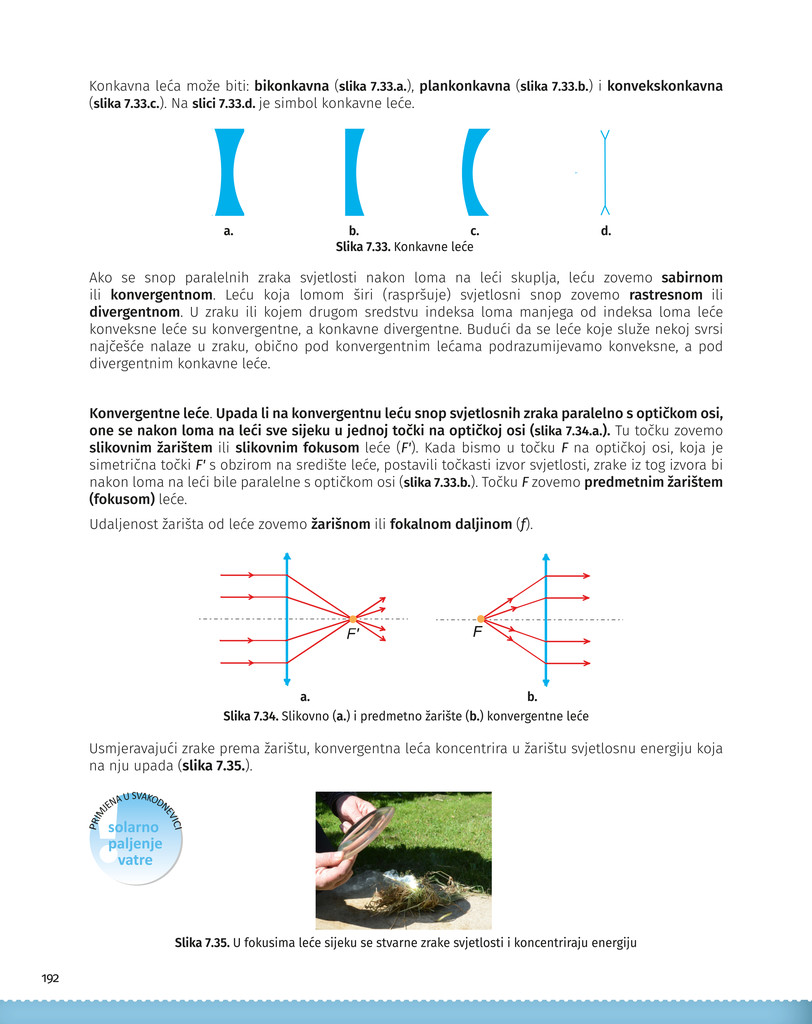 Konkavna leća može biti: bikonkavna (slika 7.33.a.), plankonkavna (slika 7.33.b.) i konvekskonkavna
(slika 7.33.c.). Na slici 7.33.d. je simbol konkavne leće.
a.
b.
c.
d.
Slika 7.33. Konkavne leće
Ako se snop paralelnih zraka svjetlosti nakon loma na leći skuplja, leću zovemo sabirnom
ili konvergentnom. Leću koja lomom širi (raspršuje) svjetlosni snop zovemo rastresnom ili
divergentnom. U zraku ili kojem drugom sredstvu indeksa loma manjega od indeksa loma leće
konveksne leće su konvergentne, a konkavne divergentne. Budući da se leće koje služe nekoj svrsi
najčešće nalaze u zraku, obično pod konvergentnim lećama podrazumijevamo konveksne, a pod
divergentnim konkavne leće.
Konvergentne leće. Upada li na konvergentnu leću snop svjetlosnih zraka paralelno s optičkom osi,
one se nakon loma na leći sve sijeku u jednoj točki na optičkoj osi (slika 7.34.a.). Tu točku zovemo
slikovnim žarištem ili slikovnim fokusom leće (F'). Kada bismo u točku F na optičkoj osi, koja je
simetrična točki F' s obzirom na središte leće, postavili točkasti izvor svjetlosti, zrake iz tog izvora bi
nakon loma na leći bile paralelne s optičkom osi (slika 7.33.b.). Točku F zovemo predmetnim žarištem
(fokusom) leće.
Udaljenost žarišta od leće zovemo žarišnom ili fokalnom daljinom (f).
F'
F
a.
b.
Slika 7.34. Slikovno (a.) i predmetno žarište (b.) konvergentne leće
Usmjeravajući zrake prema žarištu, konvergentna leća koncentrira u žarištu svjetlosnu energiju koja
na nju upada (slika 7.35.).
PRIMJENA U SVAKODNEVICI
solarno
paljenje
vatre
Slika 7.35. U fokusima leće sijeku se stvarne zrake svjetlosti i koncentriraju energiju
192